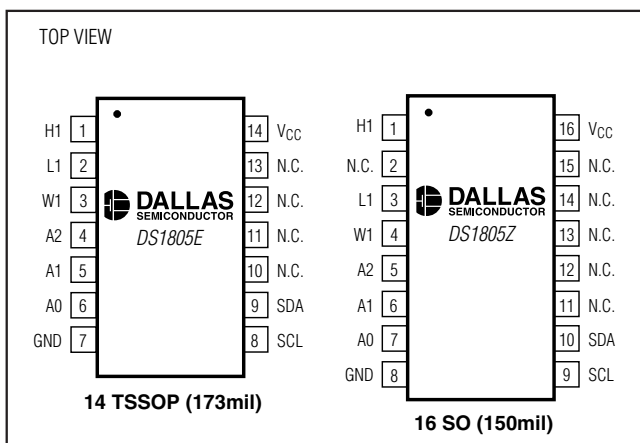 TOP VIEW
H1 1
L1 2
W1 3
A2 4
A1 5
A0 6
GND 7
14 VCC
13 N.C.
12 N.C.
11 N.C.
10 N.C.
9 SDA
8 SCL
DALLAS
SEMICONDUCTOR
DS1805E
14 TSSOP (173mil)
H1 1
N.C. 2
L1 3
W1 4
A2 5
A1 6
A0 7
GND 8
16 VCC
15 N.C.
14 N.C.
13 N.C.
12 N.C.
11 N.C.
10 SDA
9 SCL
DALLAS
SEMICONDUCTOR
DS1805Z
16 SO (150mil)